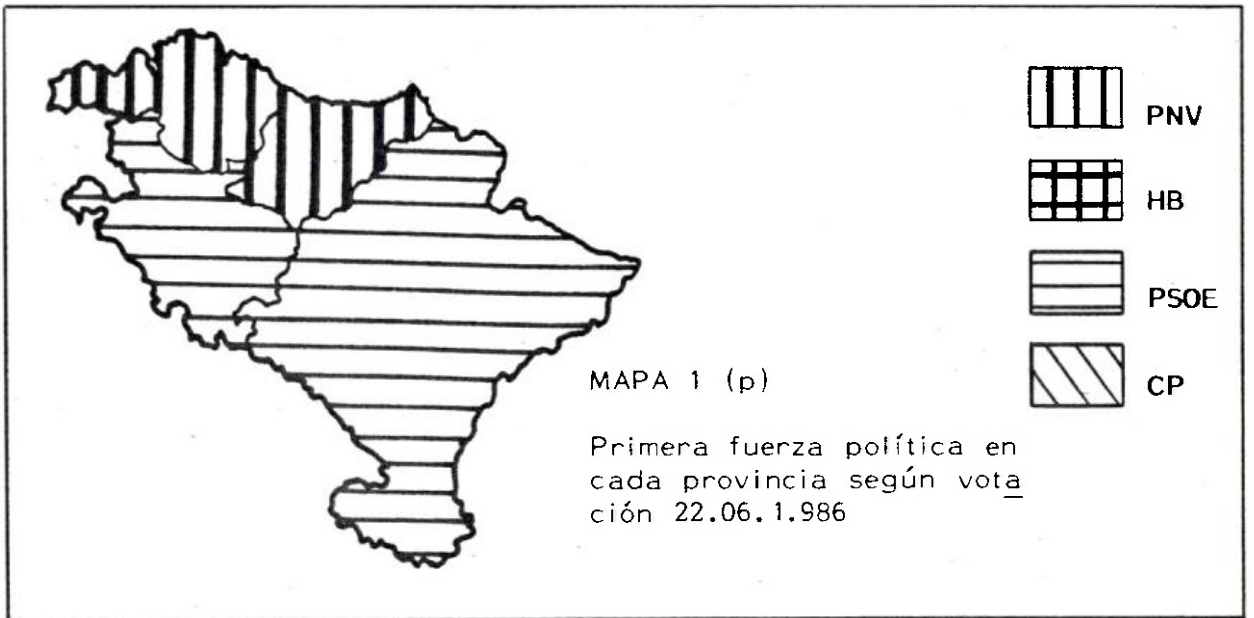 PNV
HB
PSOE
CP
MAPA 1 (p)
Primera fuerza política en
cada provincia según vota
ción 22.06.1.986